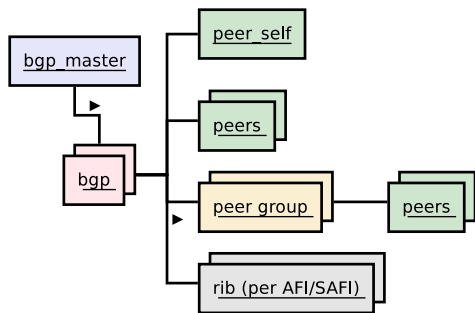 peer_self
bgp_master
peers
bgp
peer group
peers
rib (per AFI/SAFI)